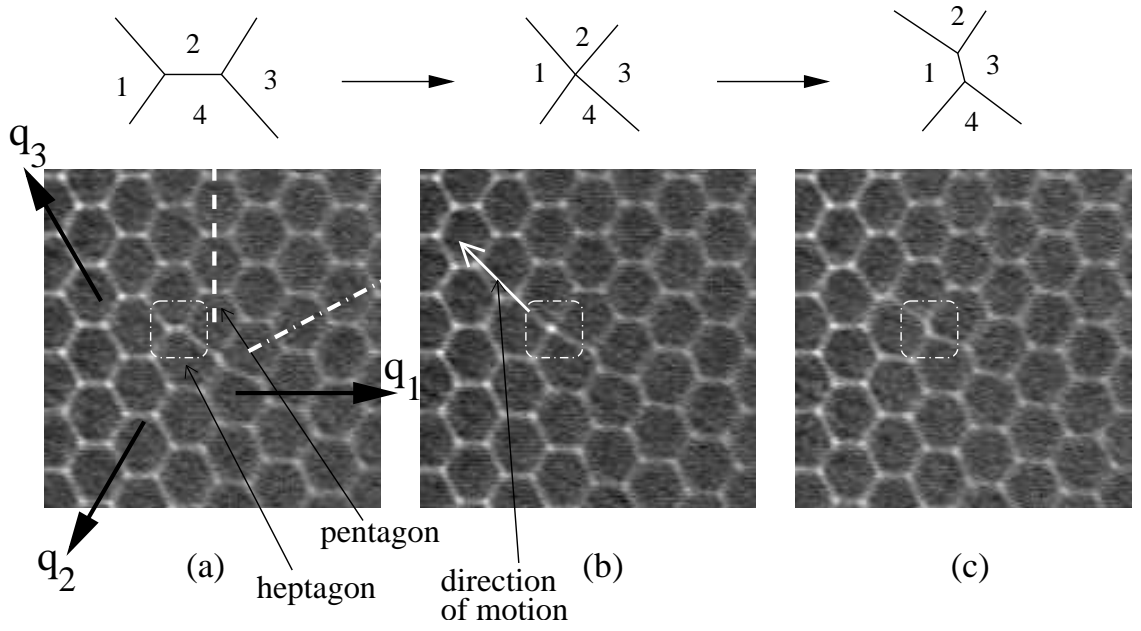 2
1
3
4
2
1
3
4
2
1
3
4
q3
q1
q2
pentagon
heptagon
direction
of motion
(a)
(b)
(c)